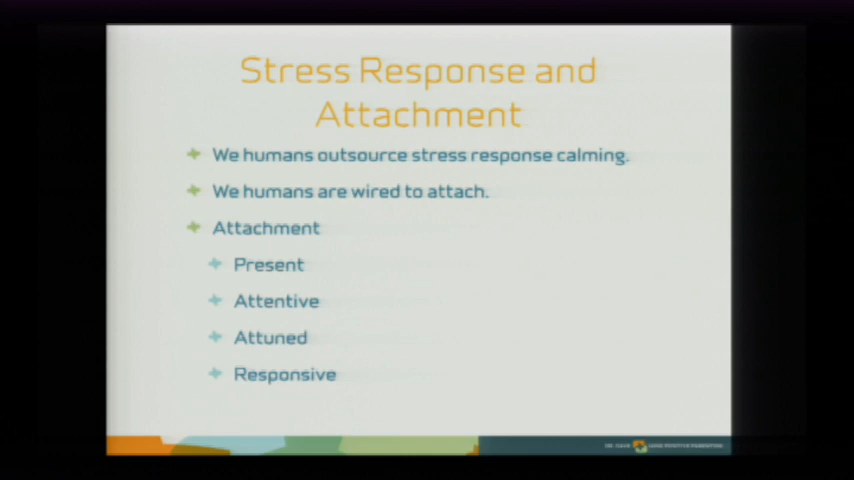 Stress Response and
Attachment
We humans outsource stress response calming.
We humans are wired to attach.
Attachment
Present
Attentive
Attuned
Responsive